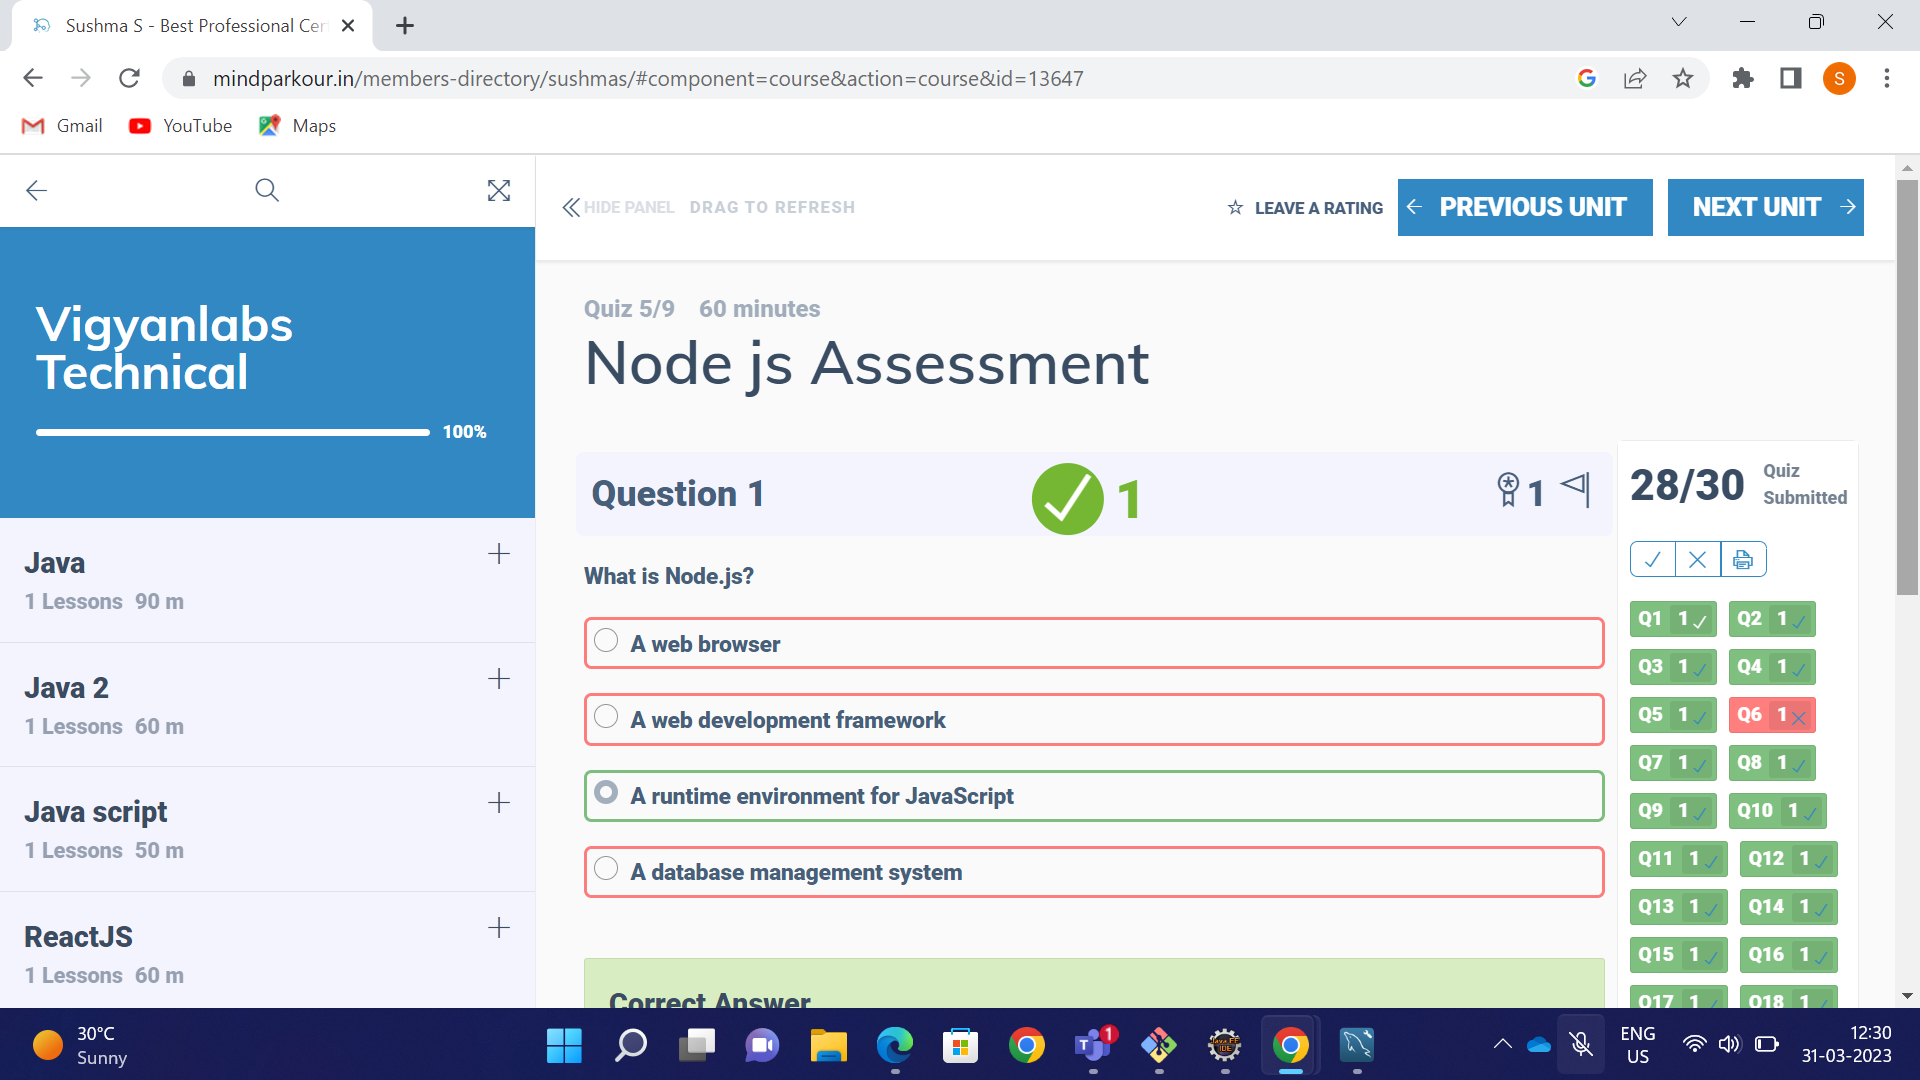 Sushma S - Best Professional Cer
mindparkour.in/members-directory/sushmas/#component=course&action=course&id=13647
S
Gmail
YouTube
Maps
HIDE PANEL
DRAG TO REFRESH
LEAVE A RATING
PREVIOUS UNIT
NEXT UNIT
Vigyanlabs
Technical
100%
Java
1 Lessons 90 m
Java 2
1 Lessons 60 m
Java script
1 Lessons 50 m
ReactJS
1 Lessons 60 m
Quiz 5/9 60 minutes
Node js Assessment
Question 1
1
1
What is Node.js?
A web browser
A web development framework
A runtime environment for JavaScript
A database management system
Correct Answer
28/30
Quiz
Submitted
Q1 1
Q2 1
Q3 1
Q4 1
Q5 1
Q6 1
Q7 1
Q8 1
Q9 1
Q10 1
Q11 1
Q12 1
Q13 1
Q14 1
Q15 1
Q16 1
Q17 1
Q18 1
30°C
Sunny
1
ENG
US
12:30
31-03-2023